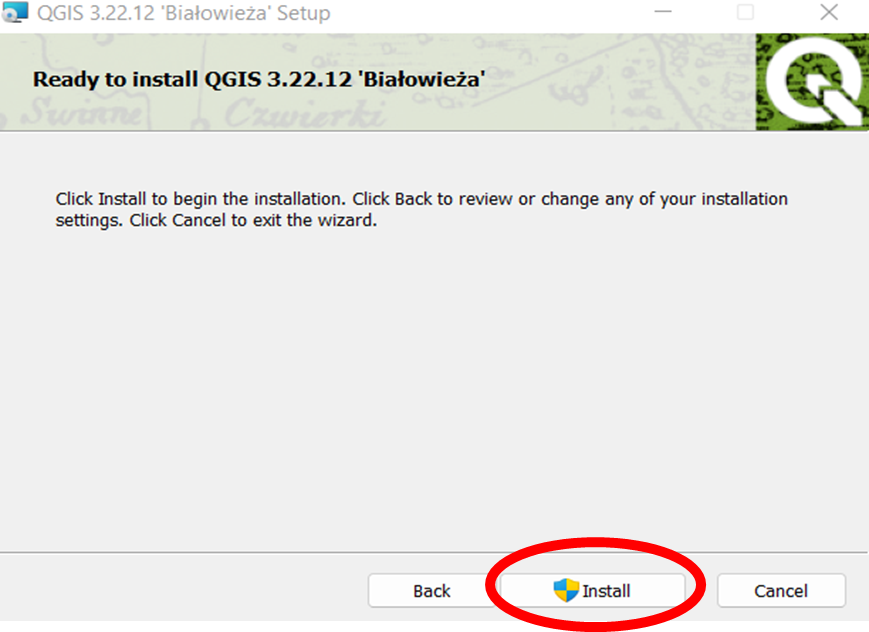 QGIS 3.22.12 'Białowieża' Setup
Ready to install QGIS 3.22.12 'Białowieża'
Swinne
Czwierki
Click Install to begin the installation. Click Back to review or change any of your installation
settings. Click Cancel to exit the wizard.
Back
Install
Cancel